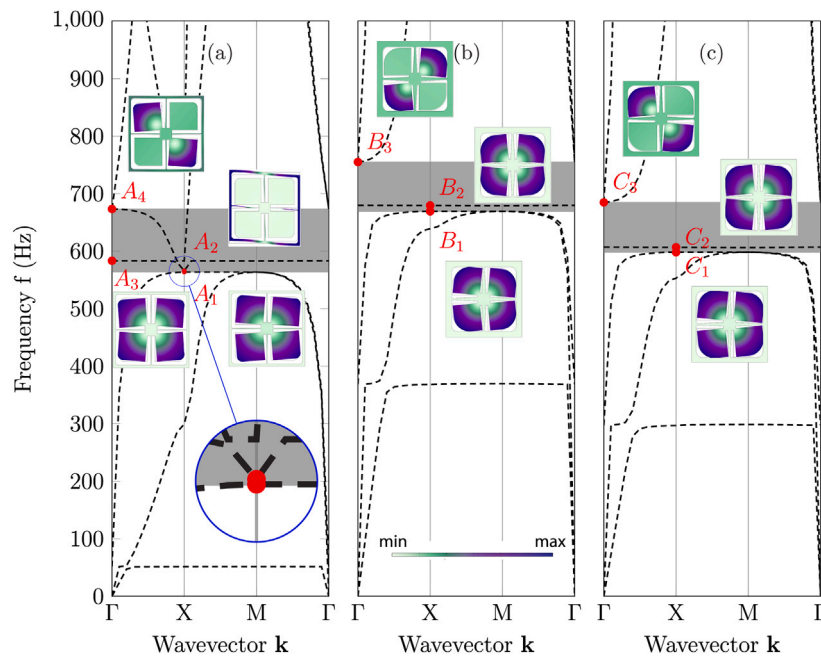 1,000
900
800
700
600
500
400
300
200
100
0
Frequency f (Hz)
(a)
A₄
A₂
A₃
A₁
Γ X M Γ
Wavevector k
(b)
B₃
B₂
B₁
min max
Γ X M Γ
Wavevector k
(c)
C₃
C₂
C₁
Γ X M Γ
Wavevector k